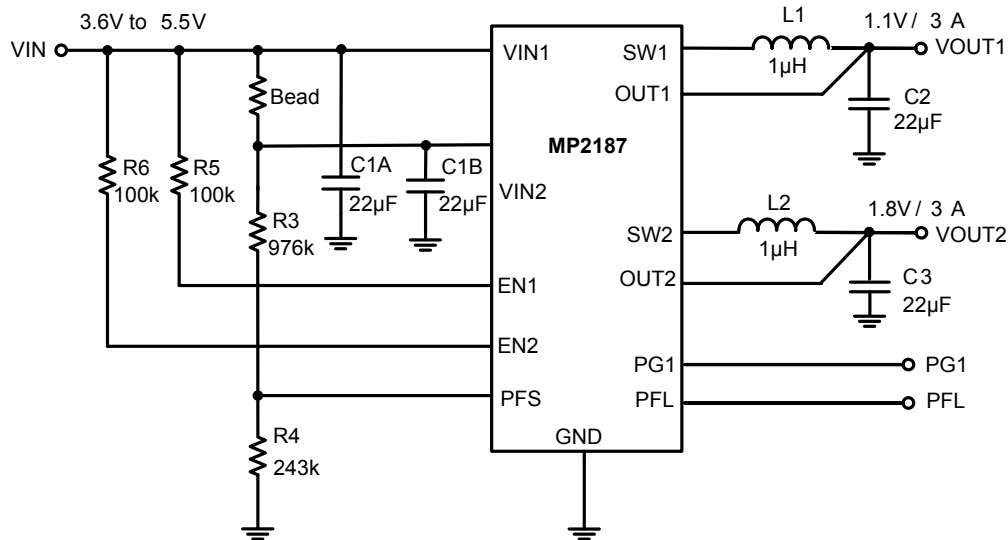 3.6V to 5.5V
VIN
Bead
R6
100k
R5
100k
R3
976k
R4
243k
C1A
22µF
C1B
22µF
VIN1
VIN2
EN1
EN2
PFS
GND
MP2187
SW1
OUT1
SW2
OUT2
PG1
PFL
L1
1µH
1.1V / 3 A
VOUT1
C2
22µF
L2
1µH
1.8V / 3 A
VOUT2
C3
22µF
PG1
PFL